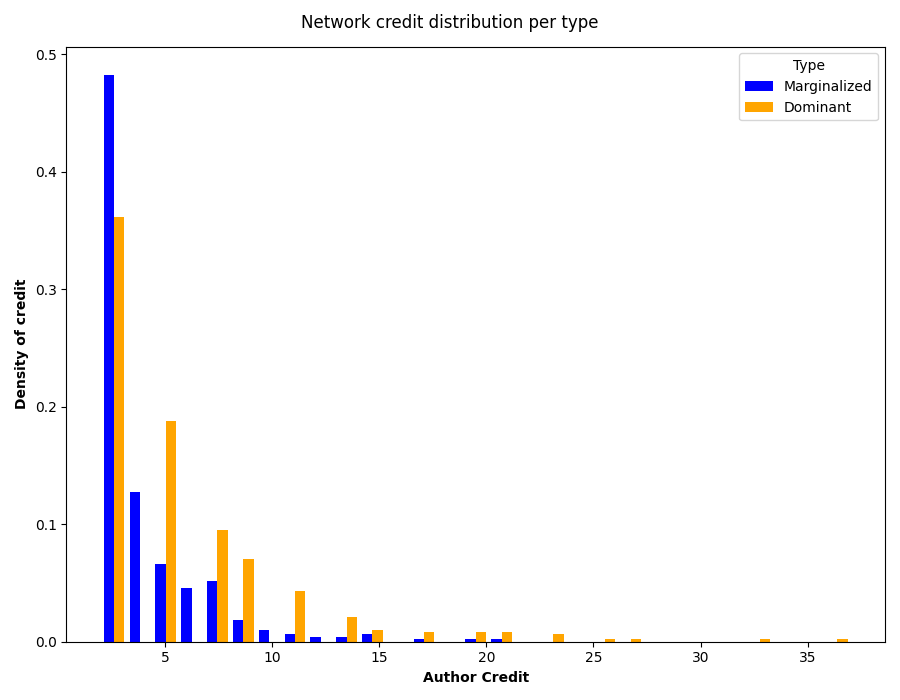 Network credit distribution per type
Type
Marginalized
Dominant
Density of credit
0.5
0.4
0.3
0.2
0.1
0.0
5
10
15
20
25
30
35
Author Credit